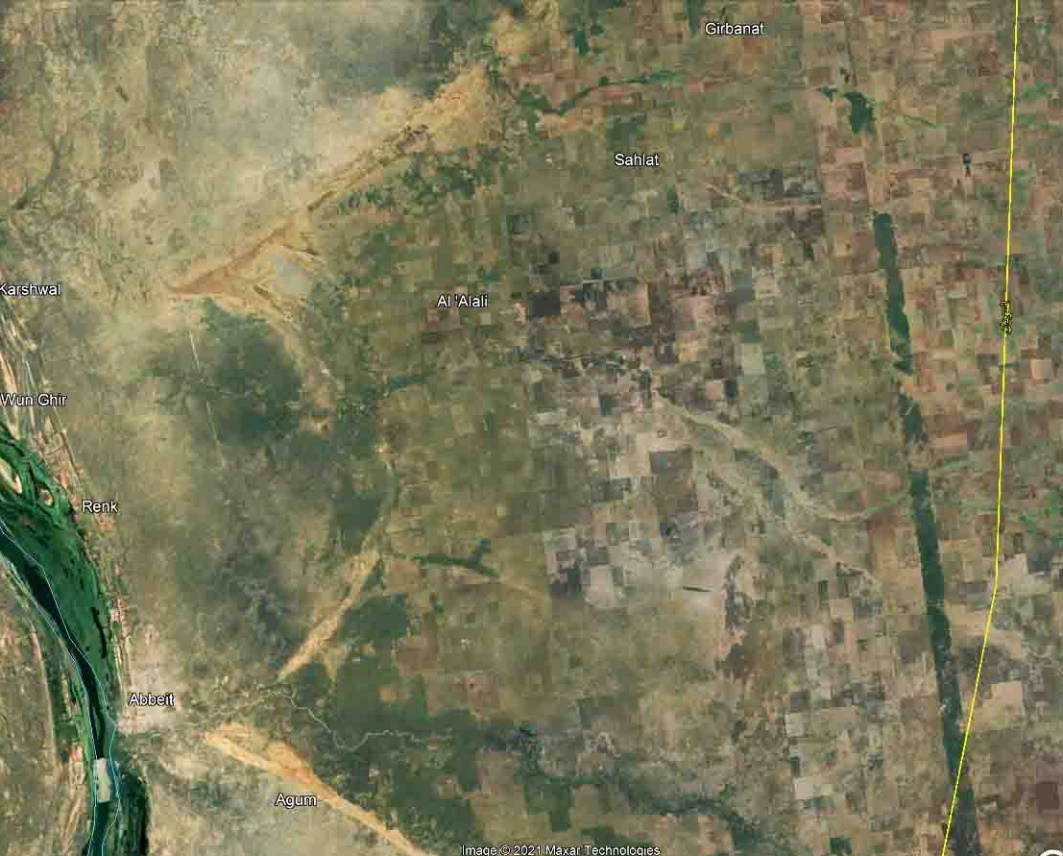 Girbanat
Sahlat
Karshwal
Al 'Alali
Wun Ghir
Renk
Abbeit
Agum
Image © 2021 Maxar Technologies